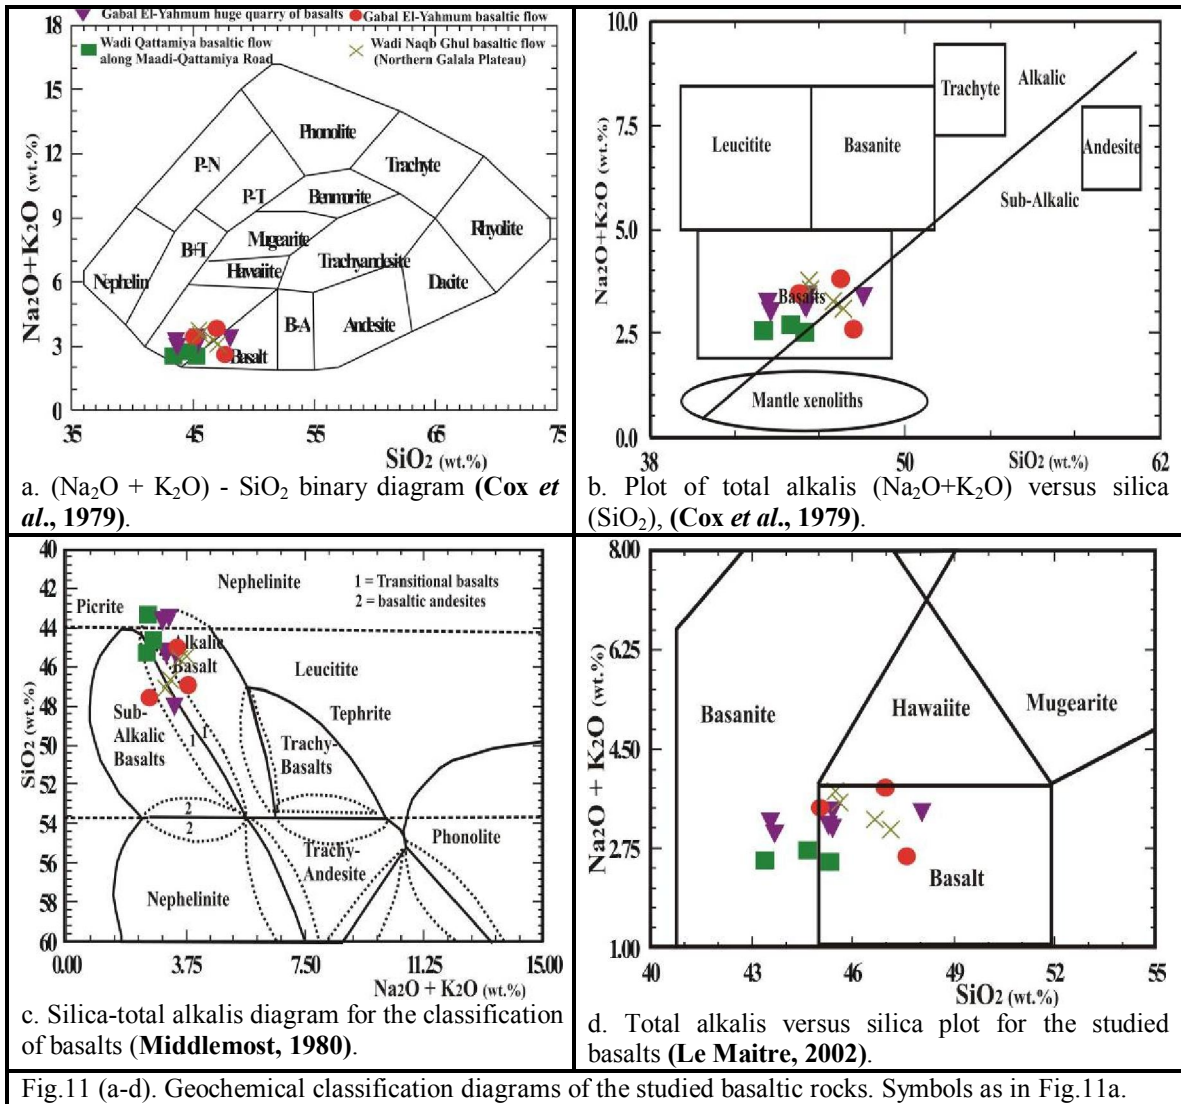 Gabal El-Yahmum huge quarry of basalts
Gabal El-Yahmum basaltic flow
Wadi Qattamiya basaltic flow
along Maadi-Qattamiya Road
Wadi Naqb Ghul basaltic flow
(Northern Galala Plateau)
18
15
12
9
6
3
0
Na₂O+K₂O (wt.%)
Phonolite
P-N
Trachyte
P-T
Benmorite
Rhyolite
Mugearite
B+T
Trachyandesite
Hawaiite
Nephelin
Dacite
B-A
Andesite
Basalt
35
45
55
65
75
SiO₂ (wt.%)
a. (Na₂O + K₂O) - SiO₂ binary diagram (Cox et
al., 1979).
10.0
7.5
5.0
2.5
0.0
Na₂O+K₂O (wt.%)
Trachyte
Alkalic
Leucitite
Basanite
Andesite
Sub-Alkalic
Basalts
Mantle xenoliths
38
50
SiO₂ (wt.%)
62
b. Plot of total alkalis (Na₂O+K₂O) versus silica
(SiO₂), (Cox et al., 1979).
40
42
44
46
48
50
52
54
56
58
60
SiO₂ (wt.%)
Nephelinite
1 = Transitional basalts
2 = basaltic andesites
Picrite
Alkalic
Basalt
Leucitite
Sub-
Alkalic
Basalts
Tephrite
1
1
Trachy-
Basalts
2
2
Phonolite
Trachy-
Andesite
Nephelinite
0.00
3.75
7.50
11.25
15.00
Na₂O + K₂O (wt.%)
c. Silica-total alkalis diagram for the classification
of basalts (Middlemost, 1980).
8.00
6.25
4.50
2.75
1.00
Na₂O + K₂O (wt.%)
Basanite
Hawaiite
Mugearite
Basalt
40
43
46
49
52
55
SiO₂ (wt.%)
d. Total alkalis versus silica plot for the studied
basalts (Le Maitre, 2002).
Fig.11 (a-d). Geochemical classification diagrams of the studied basaltic rocks. Symbols as in Fig.11a.